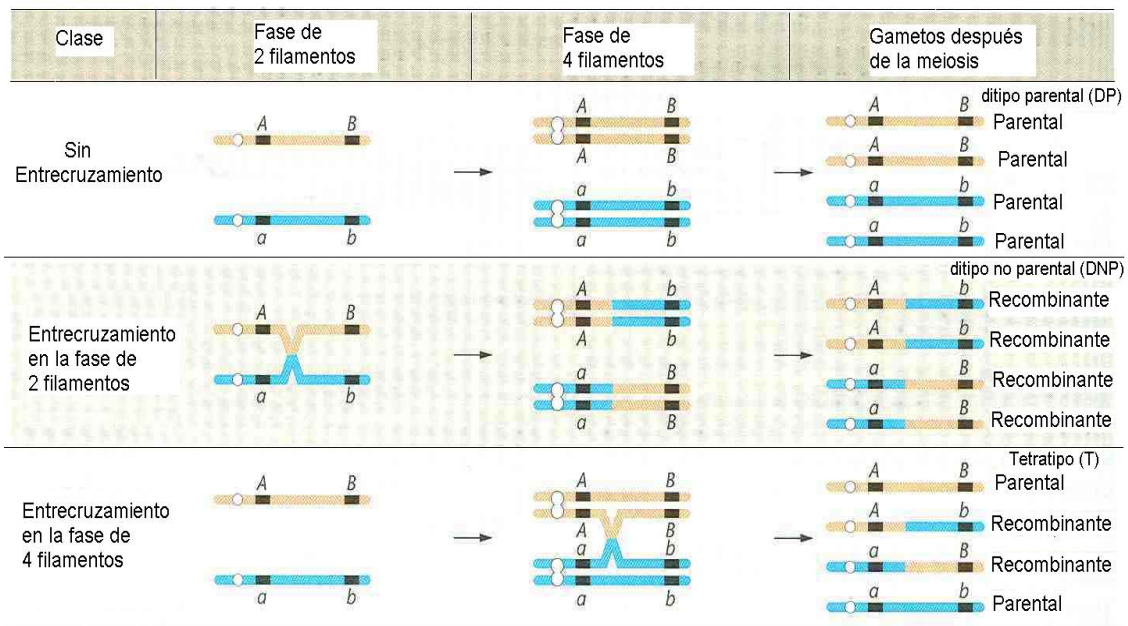 Clase
Fase de
2 filamentos
Fase de
4 filamentos
Gametos después
de la meiosis
Sin
Entrecruzamiento
A B
a b
A B
A B
a b
a b
ditipo parental (DP)
A B
Parental
A B
Parental
a b
Parental
a b
Parental
Entrecruzamiento
en la fase de
2 filamentos
A B
a b
A b
A b
a B
a B
ditipo no parental (DNP)
A b
Recombinante
A b
Recombinante
a B
Recombinante
a B
Recombinante
Entrecruzamiento
en la fase de
4 filamentos
A B
a b
A B
A B
a b
a b
Tetratipo (T)
A B
Parental
A b
Recombinante
a B
Recombinante
a b
Parental